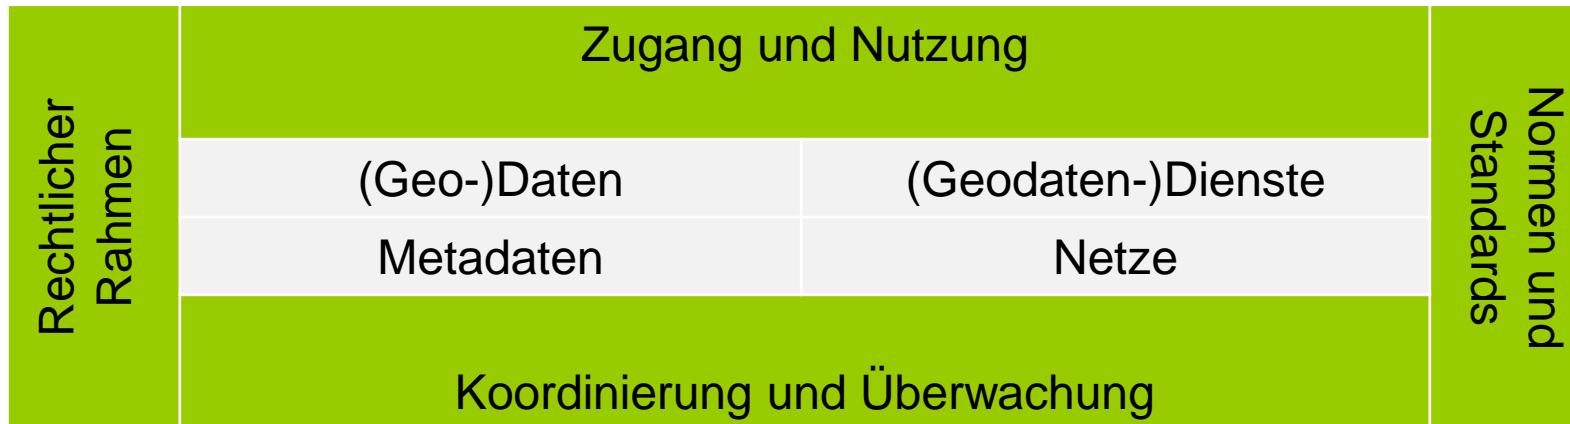 Rechtlicher
Rahmen
Zugang und Nutzung
(Geo-)Daten
(Geodaten-)Dienste
Metadaten
Netze
Koordinierung und Überwachung
Normen und
Standards